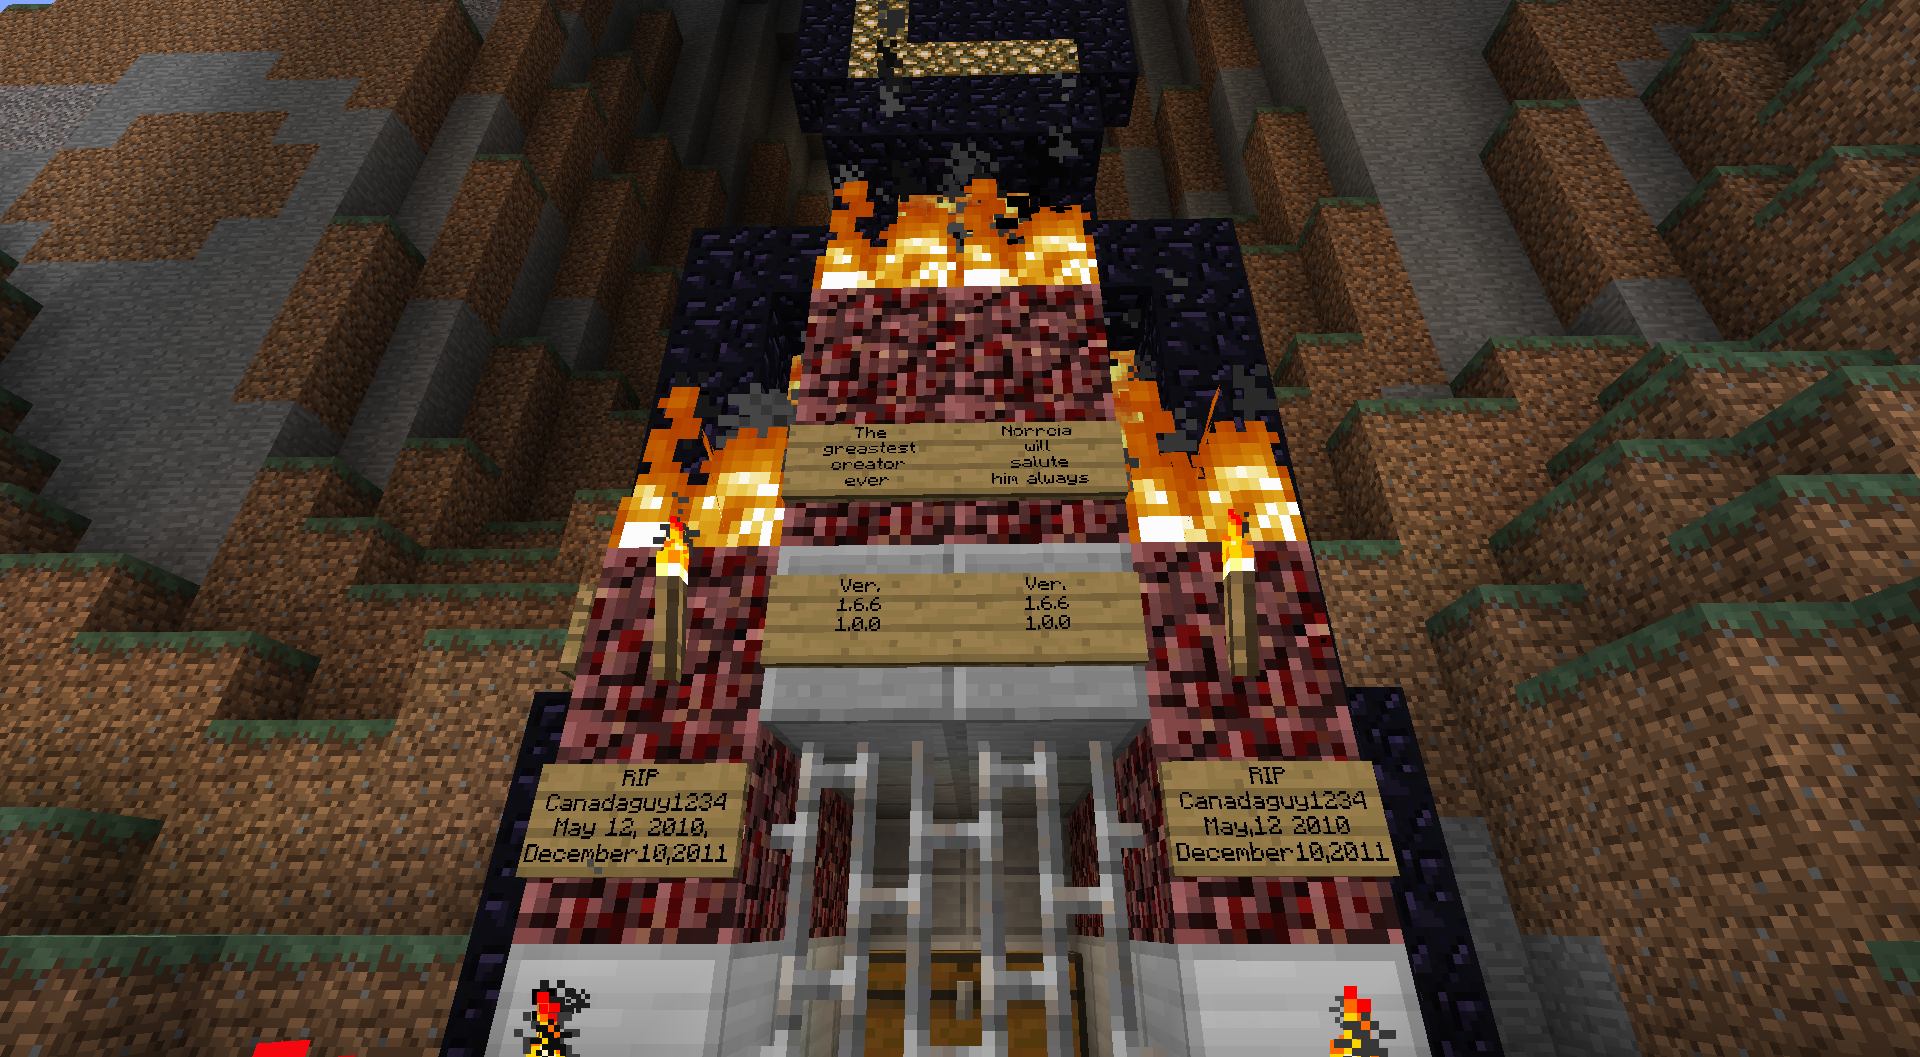 The
greastest
creator
ever
Norrcia
will
salute
him always
Ver.
1.6.6
1.0.0
Ver.
1.6.6
1.0.0
RIP
Canadaguy1234
May 12, 2010,
December10,2011
RIP
Canadaguy1234
May,12 2010
December10,2011